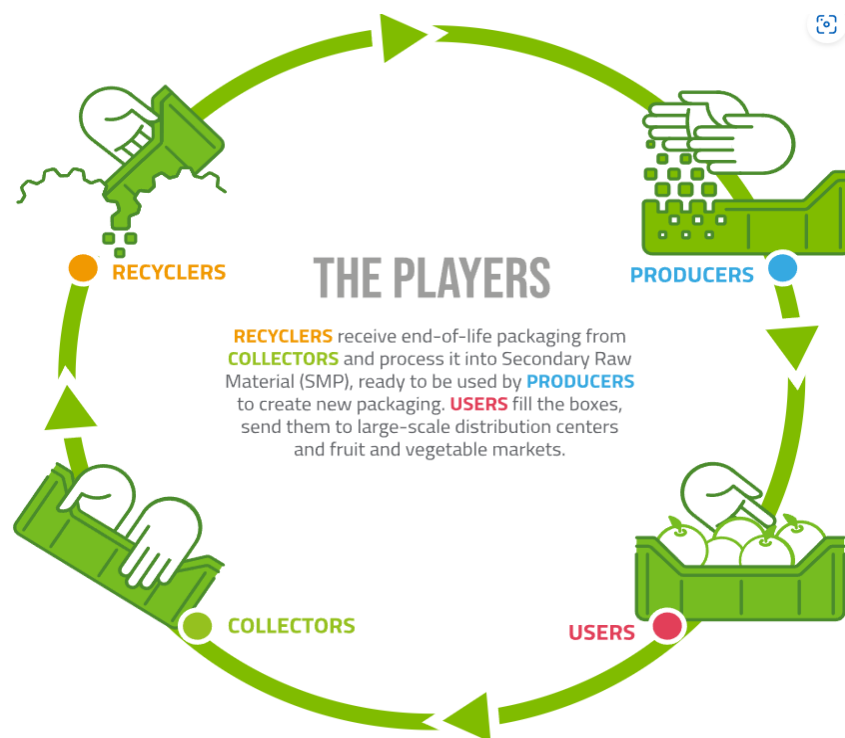 RECYCLERS
THE PLAYERS
PRODUCERS
RECYCLERS receive end-of-life packaging from
COLLECTORS and process it into Secondary Raw
Material (SMP), ready to be used by PRODUCERS
to create new packaging. USERS fill the boxes,
send them to large-scale distribution centers
and fruit and vegetable markets.
COLLECTORS
USERS